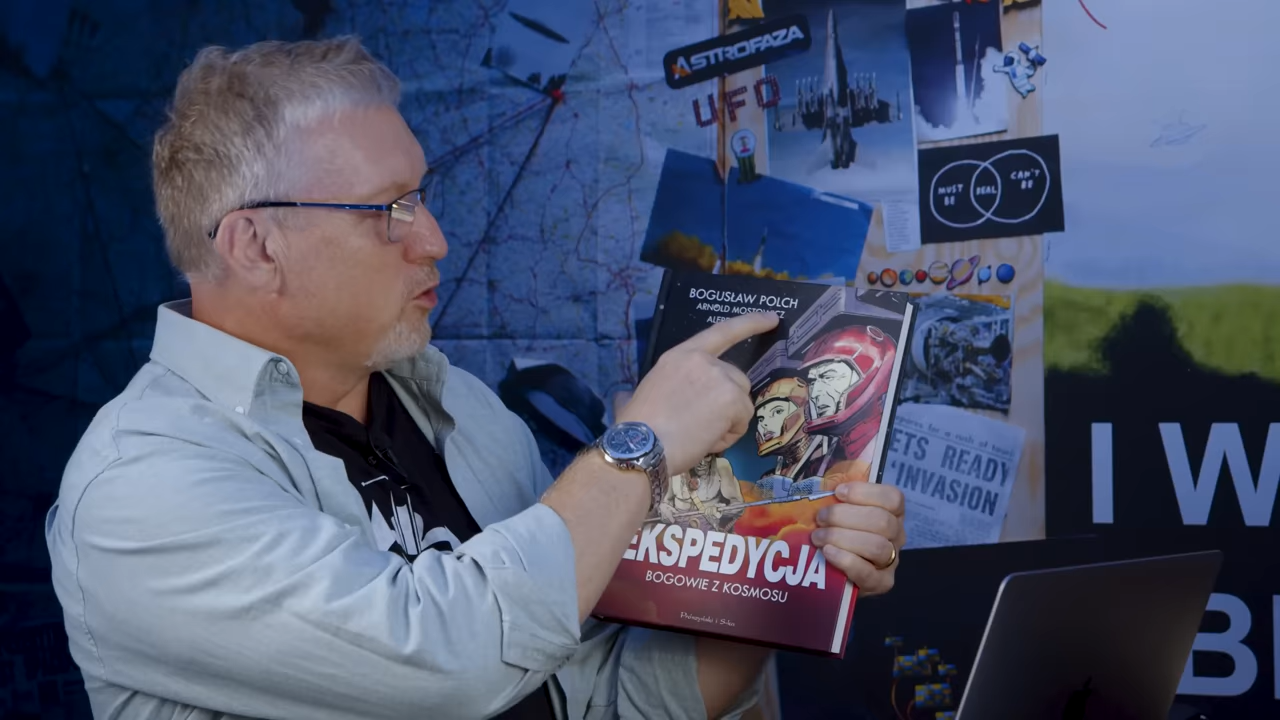 ASTROFAZA
UFO
MUST
BE
REAL
CAN'T
BE
BOGUSŁAW POLCH
ARNOLD MOSTOWICZ
EKSPEDYCJA
BOGOWIE Z KOSMOSU
Prószyński i S-ka
ETS READY
'INVASION
I W
BE